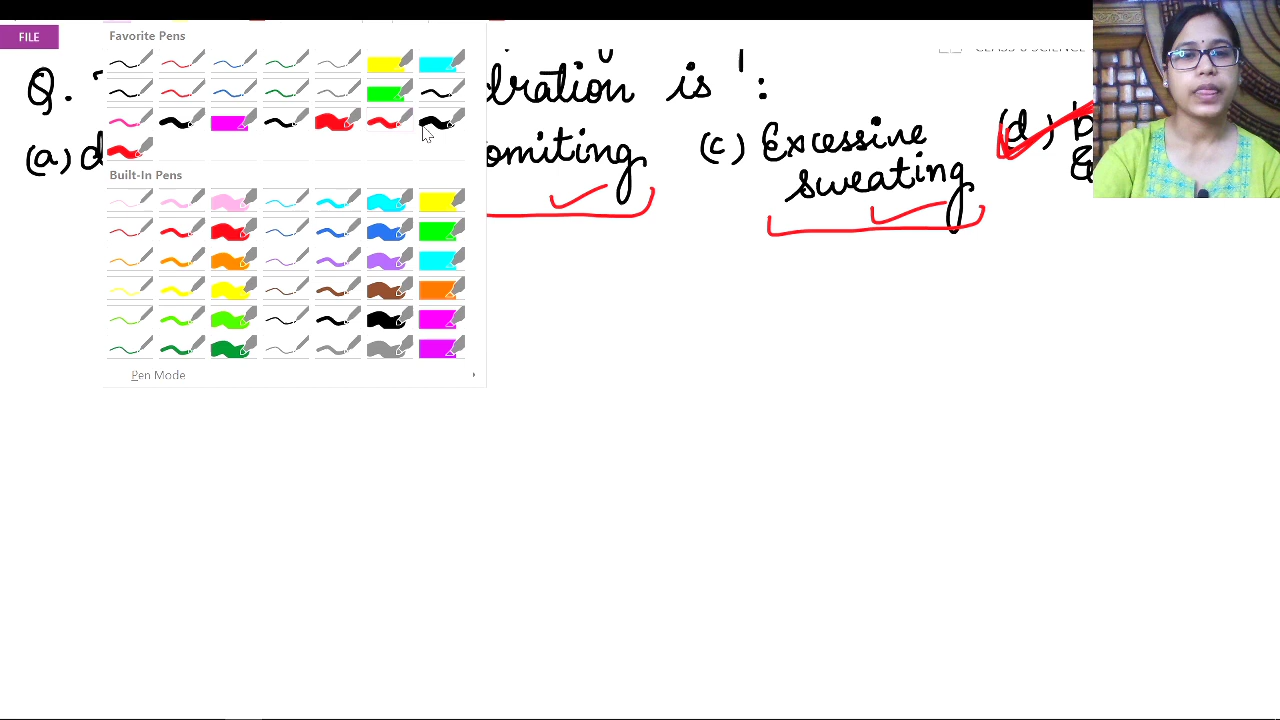 FILE
Favorite Pens
Q. dration is :
(a) d omiting (c) Excessive sweating (d) b
Built-In Pens
Pen Mode